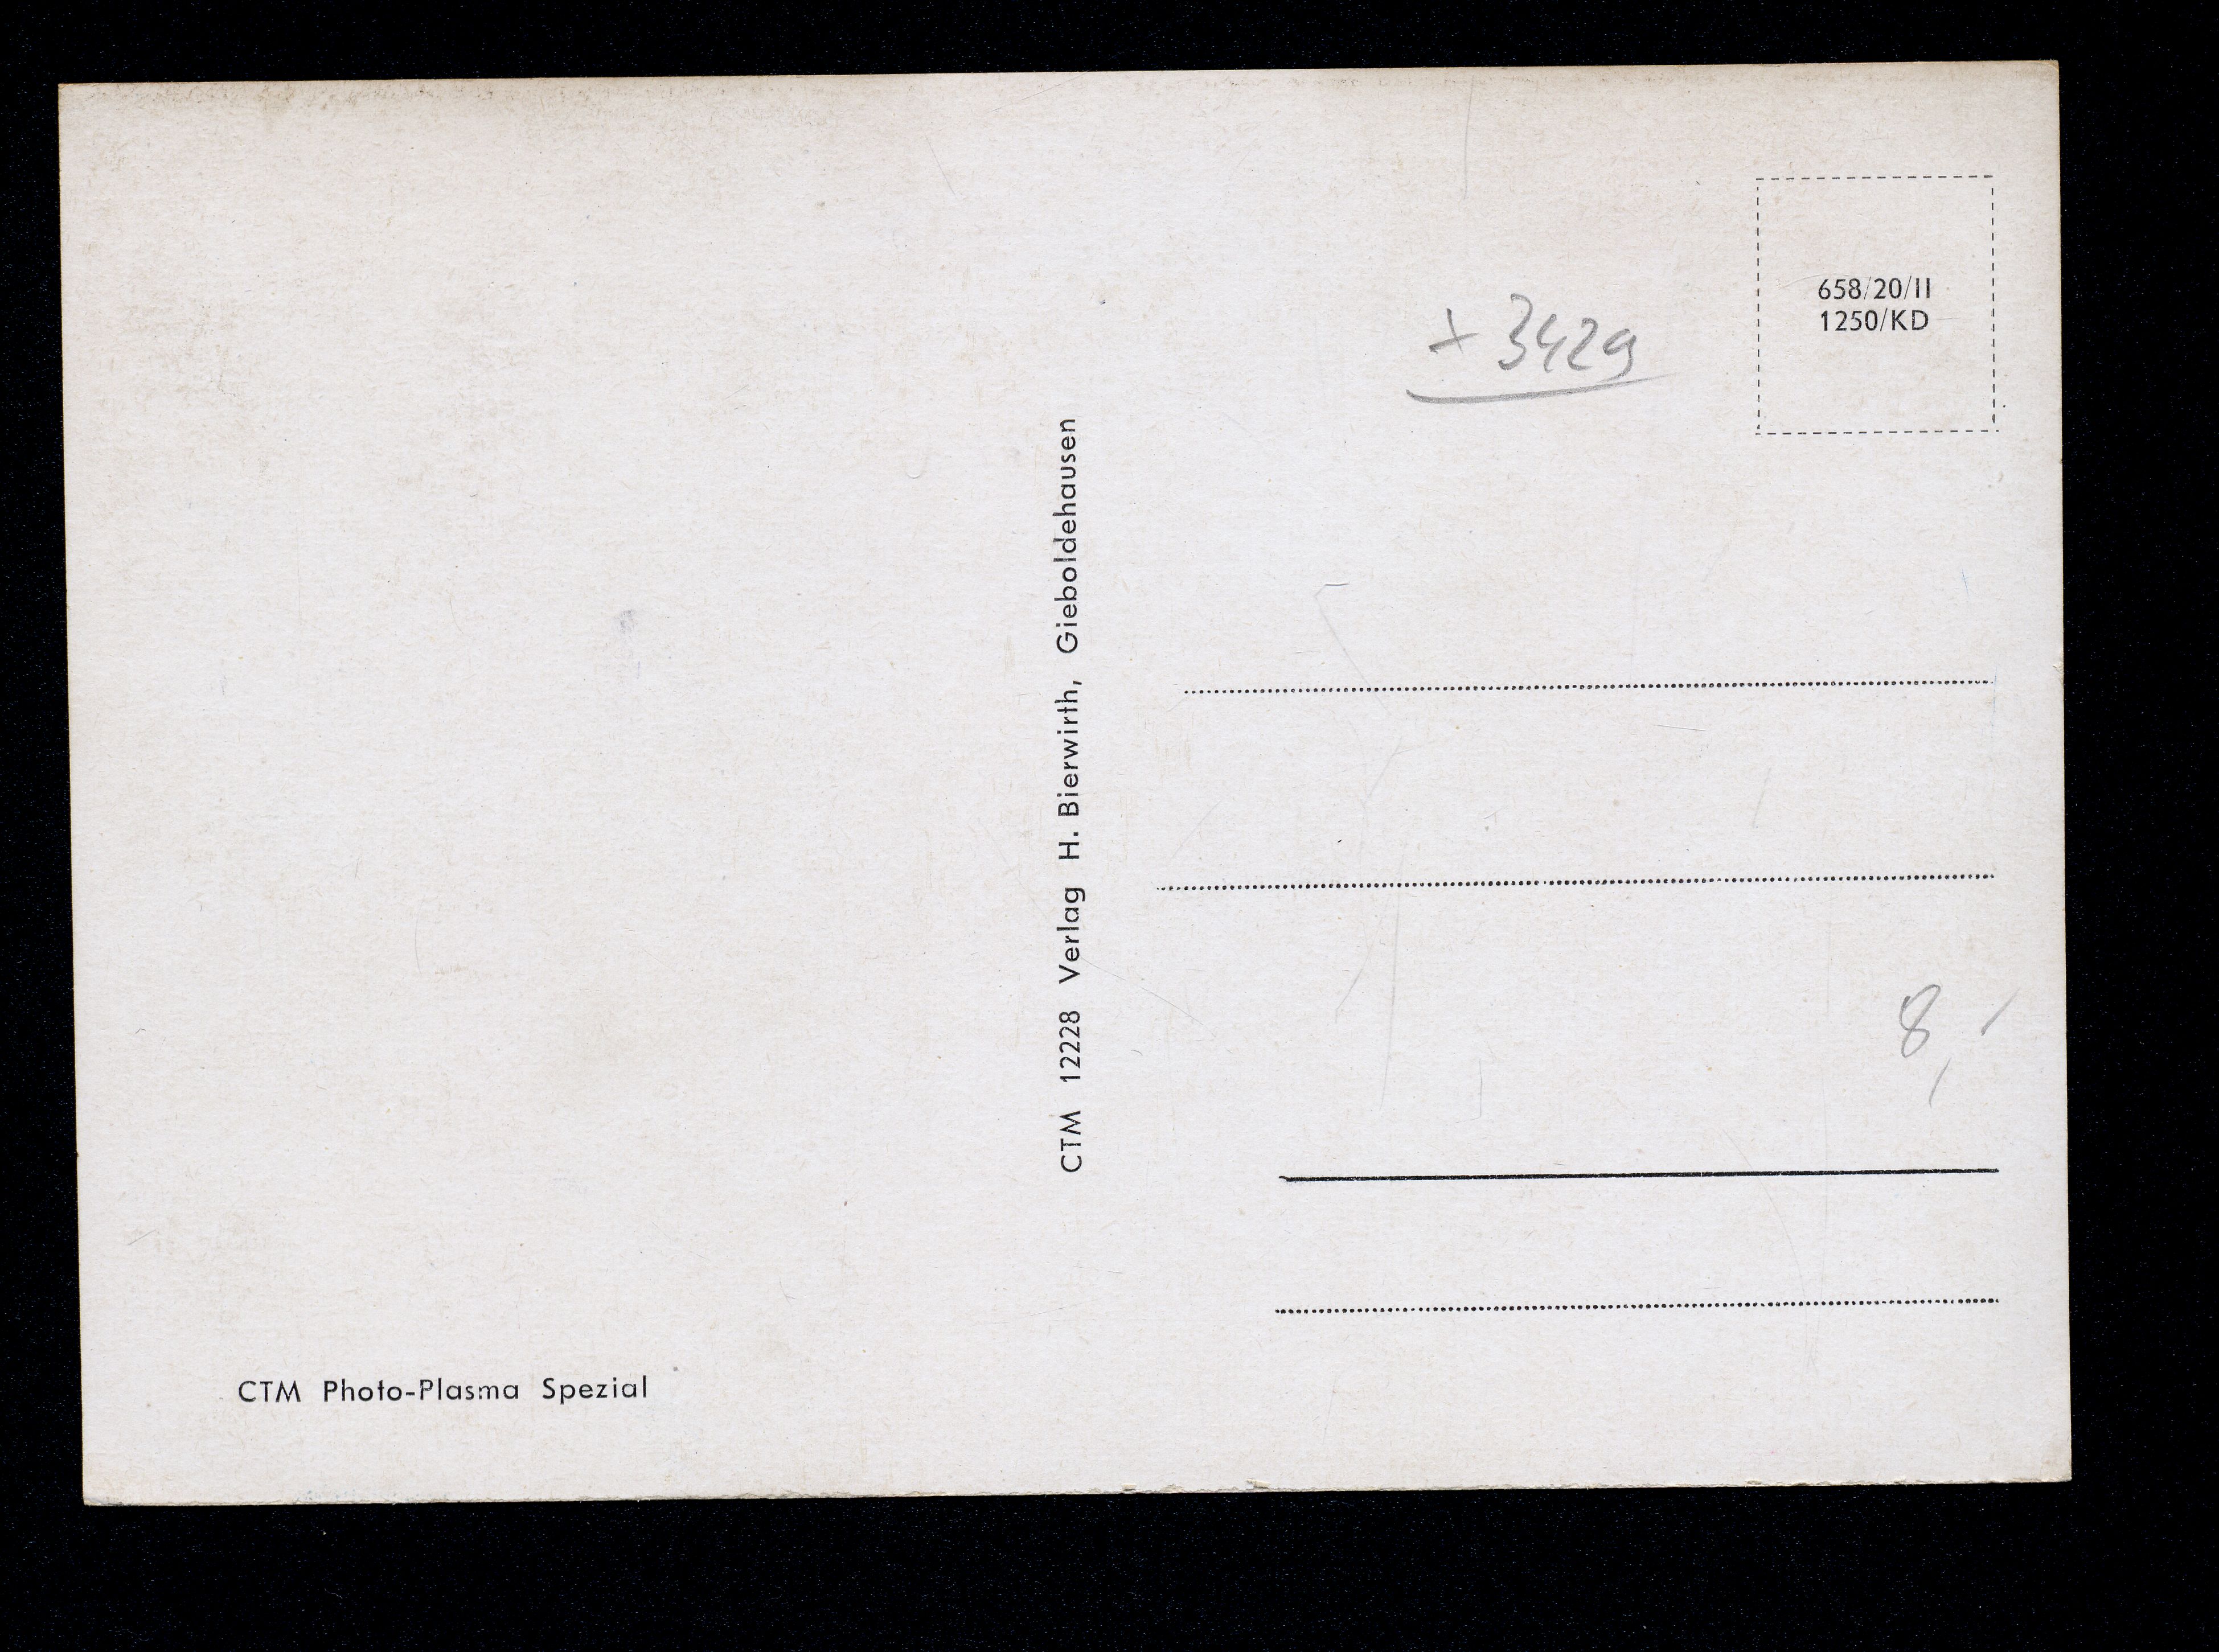 + 3429
658/20/II
1250/KD
CTM 12228 Verlag H. Bierwirth, Gieboldehausen
8,-
CTM Photo-Plasma Spezial